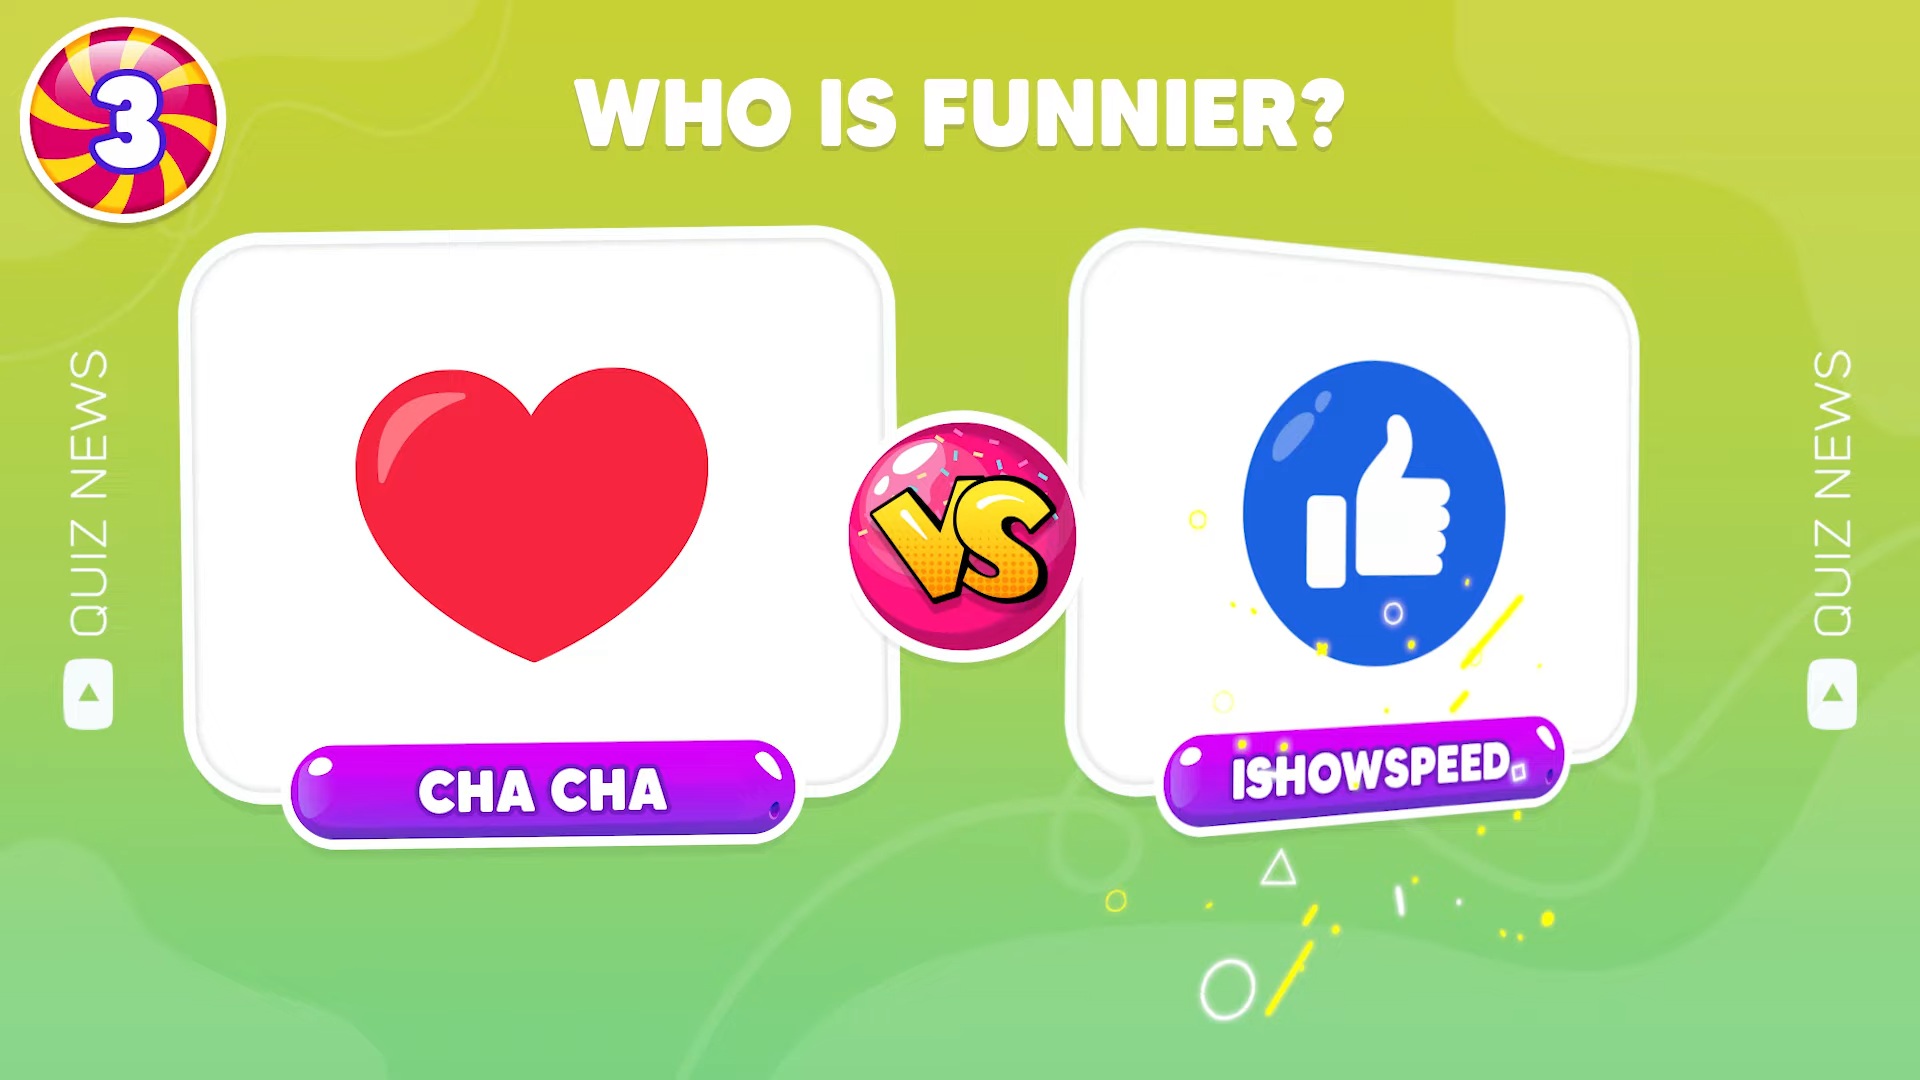 3
WHO IS FUNNIER?
QUIZ NEWS
VS
CHA CHA
ISHOWSPEED
QUIZ NEWS